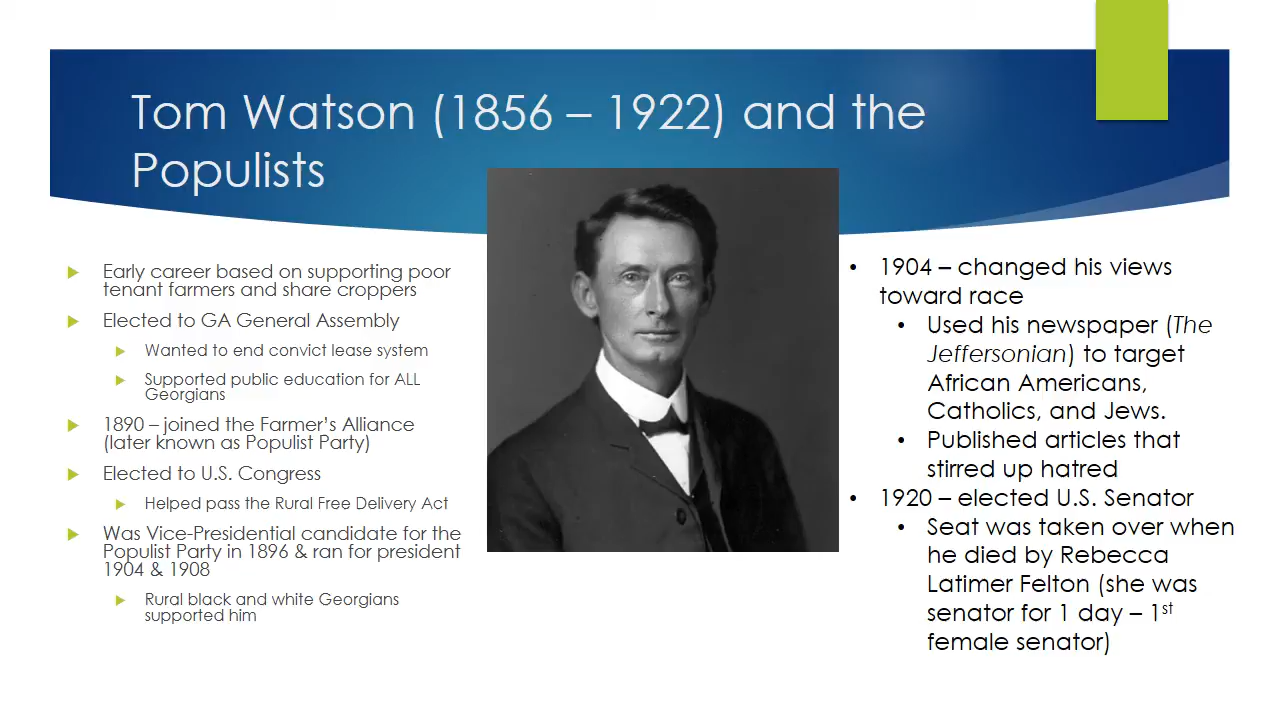 Tom Watson (1856 – 1922) and the
Populists
Early career based on supporting poor
tenant farmers and share croppers
Elected to GA General Assembly
Wanted to end convict lease system
Supported public education for ALL
Georgians
1890 – joined the Farmer’s Alliance
(later known as Populist Party)
Elected to U.S. Congress
Helped pass the Rural Free Delivery Act
Was Vice-Presidential candidate for the
Populist Party in 1896 & ran for president
1904 & 1908
Rural black and white Georgians
supported him
• 1904 – changed his views
toward race
• Used his newspaper (The
Jeffersonian) to target
African Americans,
Catholics, and Jews.
• Published articles that
stirred up hatred
• 1920 – elected U.S. Senator
• Seat was taken over when
he died by Rebecca
Latimer Felton (she was
senator for 1 day – 1st
female senator)